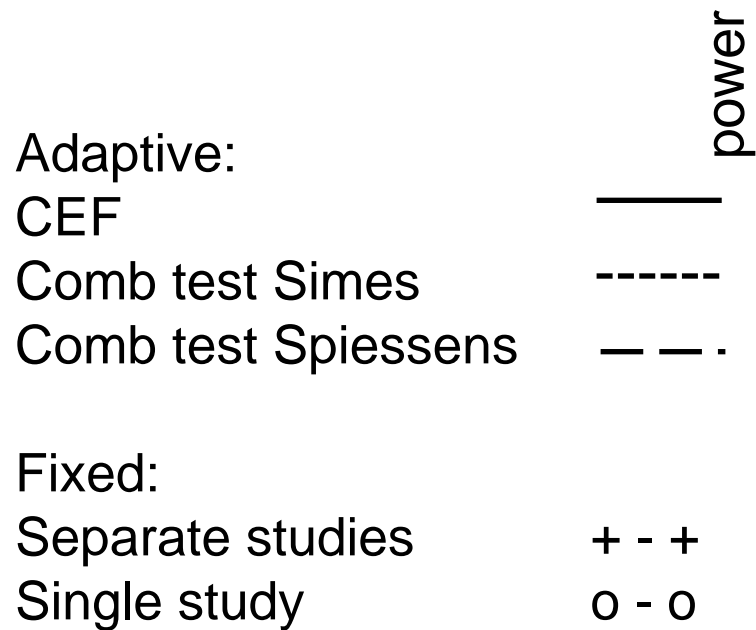 power
Adaptive:
CEF
Comb test Simes
Comb test Spiessens
Fixed:
Separate studies + - +
Single study o - o